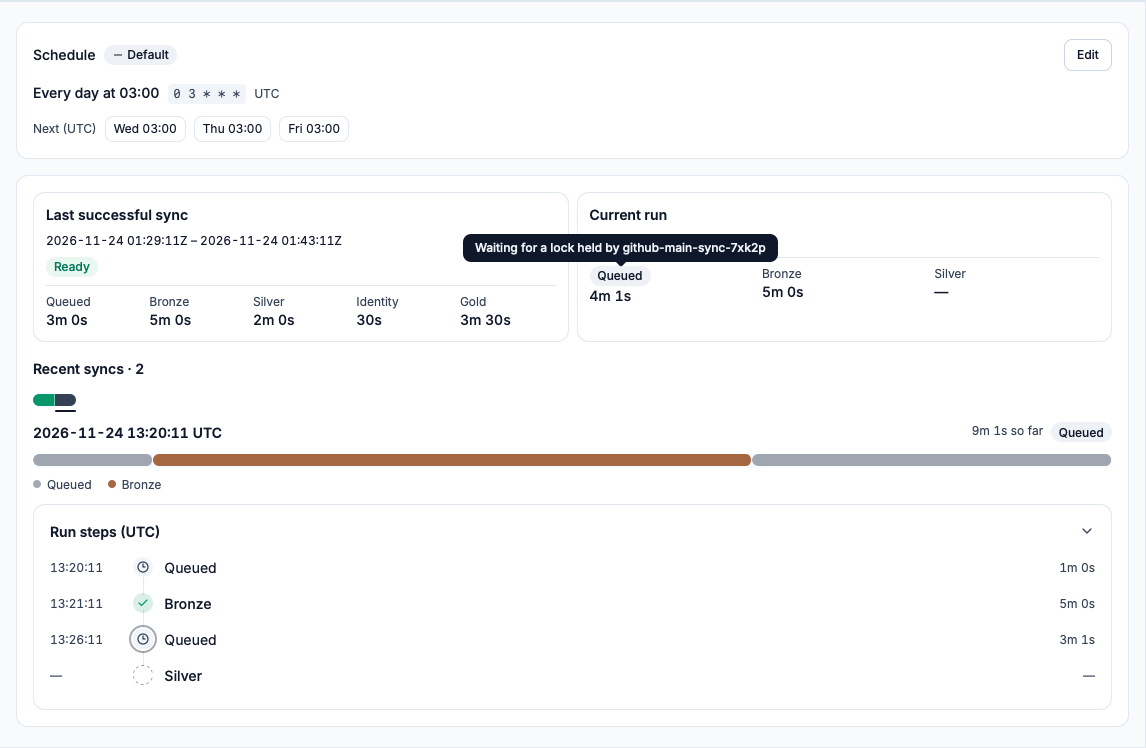 Schedule — Default Edit
Every day at 03:00 0 3 * * * UTC
Next (UTC) Wed 03:00 Thu 03:00 Fri 03:00
Last successful sync
2026-11-24 01:29:11Z – 2026-11-24 01:43:11Z
Ready
Queued Bronze Silver Identity Gold
3m 0s 5m 0s 2m 0s 30s 3m 30s
Current run
Waiting for a lock held by github-main-sync-7xk2p
Queued Bronze Silver
4m 1s 5m 0s —
Recent syncs · 2
2026-11-24 13:20:11 UTC 9m 1s so far Queued
Queued Bronze
Run steps (UTC)
13:20:11 Queued 1m 0s
13:21:11 Bronze 5m 0s
13:26:11 Queued 3m 1s
— Silver —